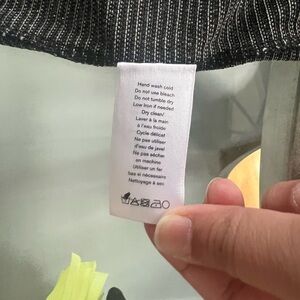 Hand wash cold
Do not use bleach
Do not tumble dry
Low Iron if needed
Dry clean/
Laver à la main
à l'eau froide
Cycle délicat
Ne pas utiliser
d'eau de javel
Ne pas sécher
en machine
Utiliser un fer
bas si nécessaire
Nettoyage à sec